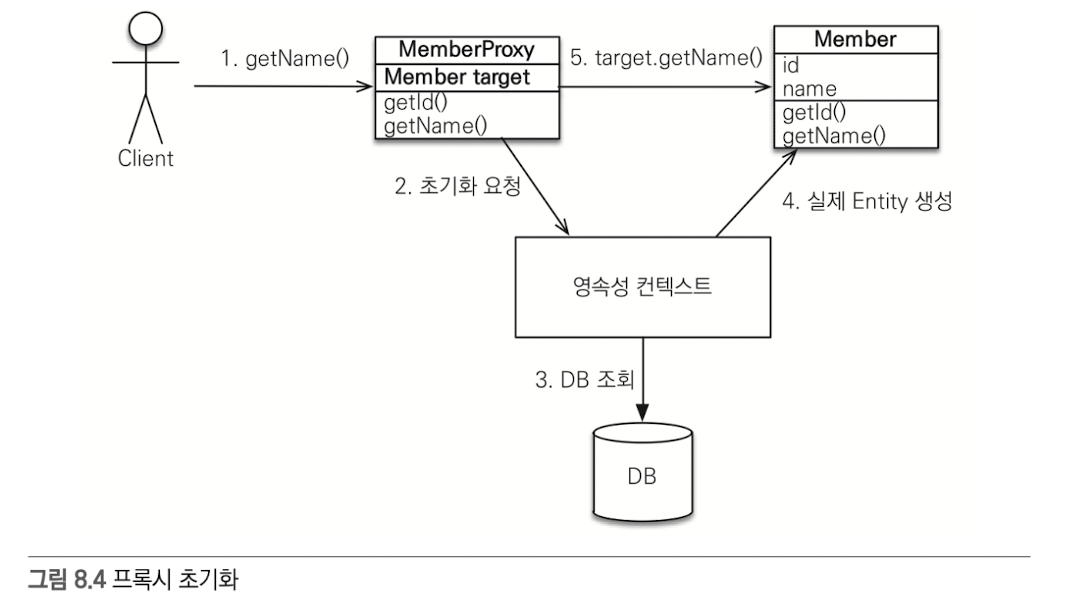 1. getName()
MemberProxy
Member target
getId()
getName()
5. target.getName()
Member
id
name
getId()
getName()
Client
2. 초기화 요청
4. 실제 Entity 생성
영속성 컨텍스트
3. DB 조회
DB
그림 8.4 프록시 초기화